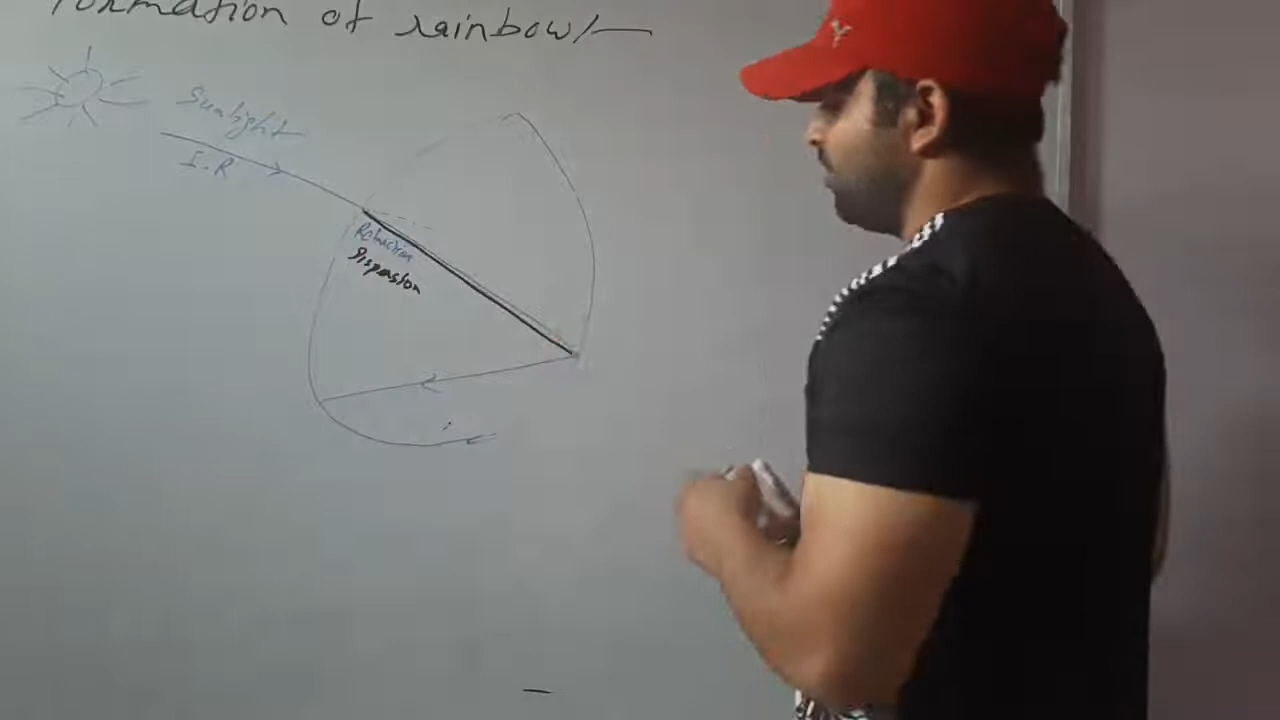 formation of rainbow/—
Sunlight
I.R
Refraction
Dispersion